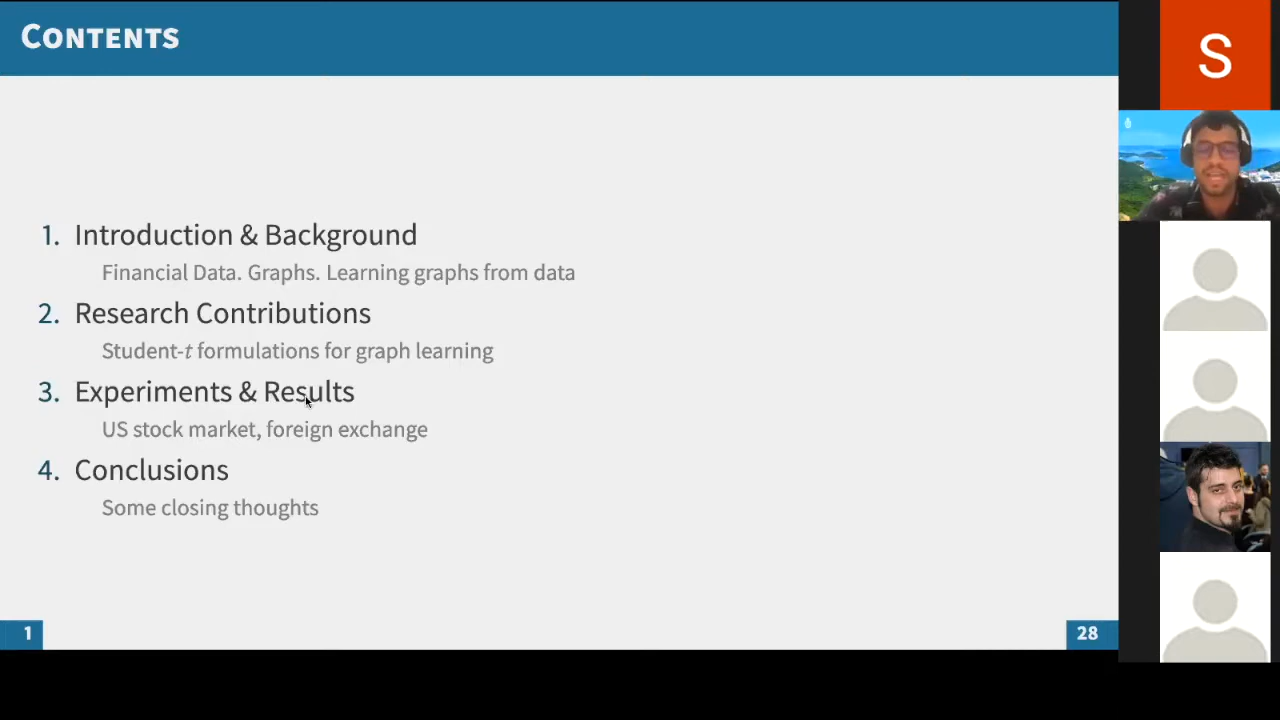 CONTENTS
S
1. Introduction & Background
Financial Data. Graphs. Learning graphs from data
2. Research Contributions
Student-t formulations for graph learning
3. Experiments & Results
US stock market, foreign exchange
4. Conclusions
Some closing thoughts
1
28